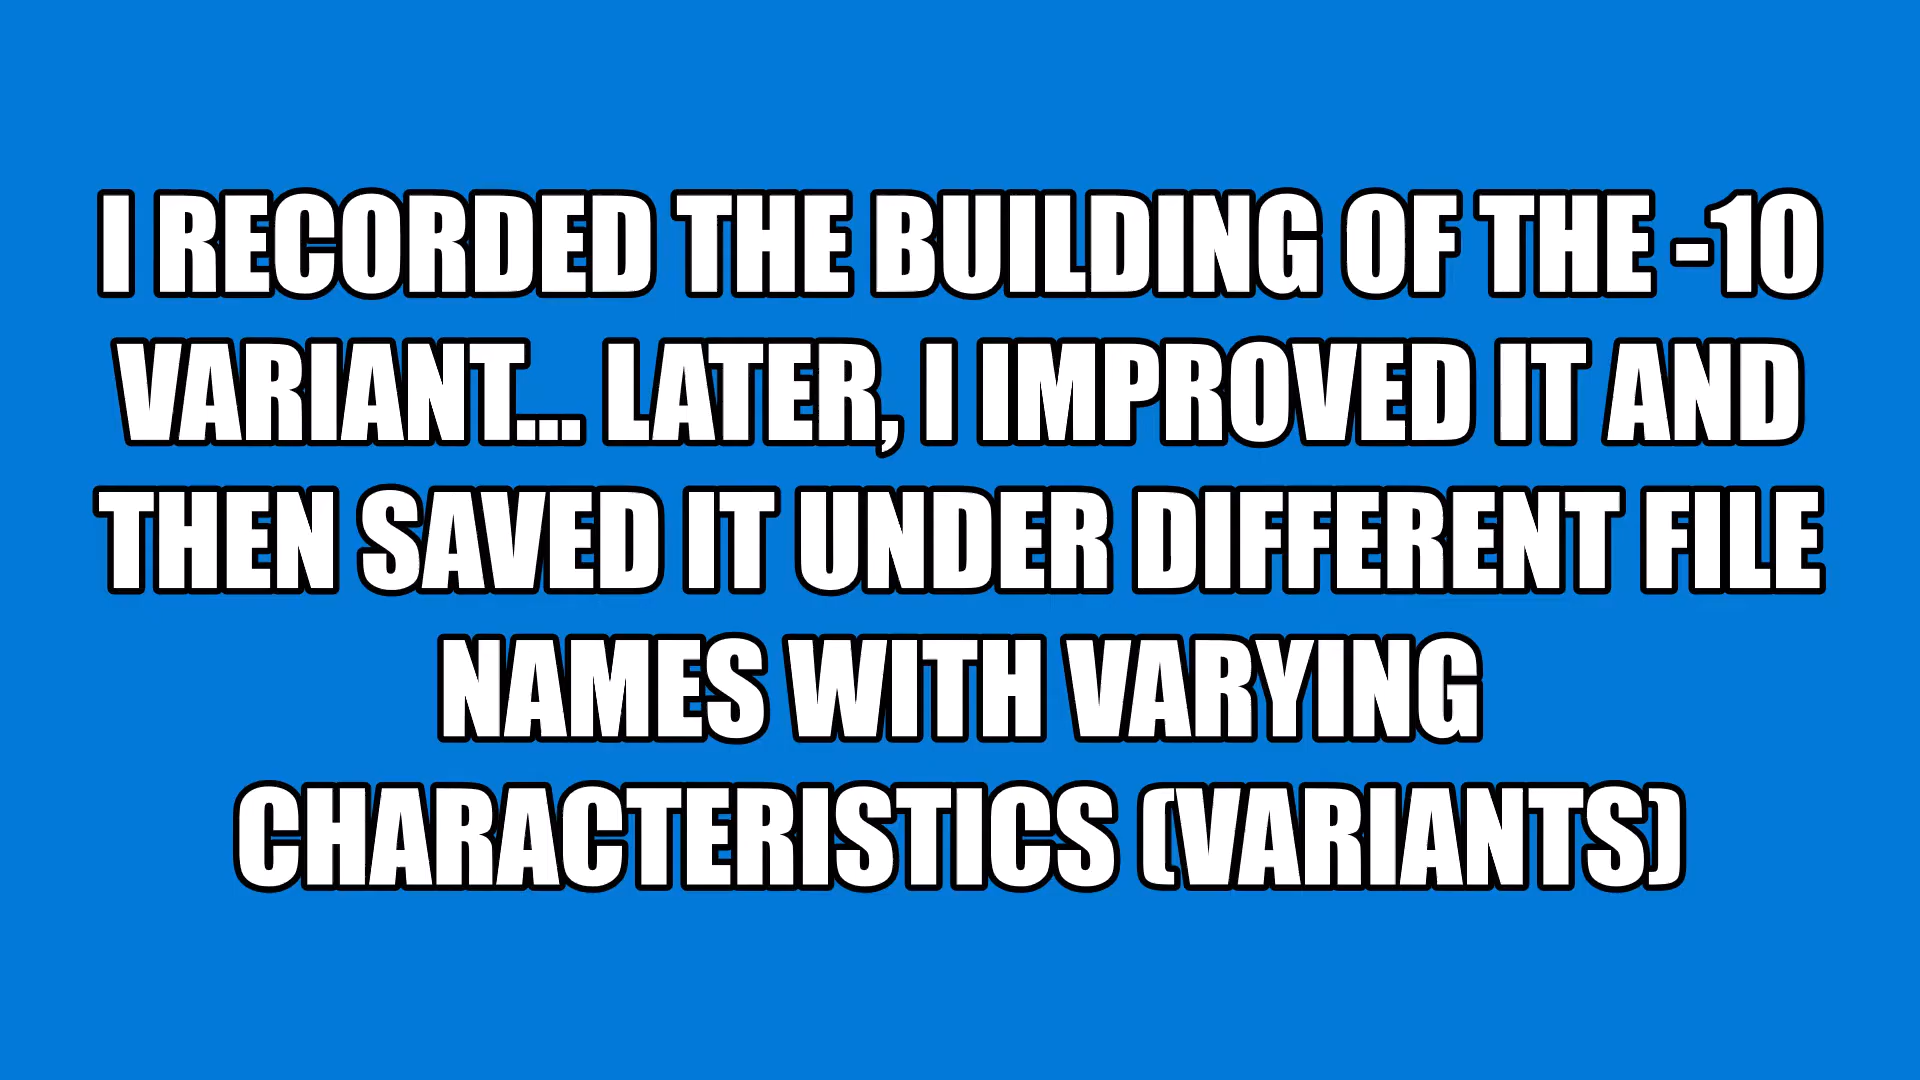 I RECORDED THE BUILDING OF THE -10
VARIANT... LATER, I IMPROVED IT AND
THEN SAVED IT UNDER DIFFERENT FILE
NAMES WITH VARYING
CHARACTERISTICS (VARIANTS)